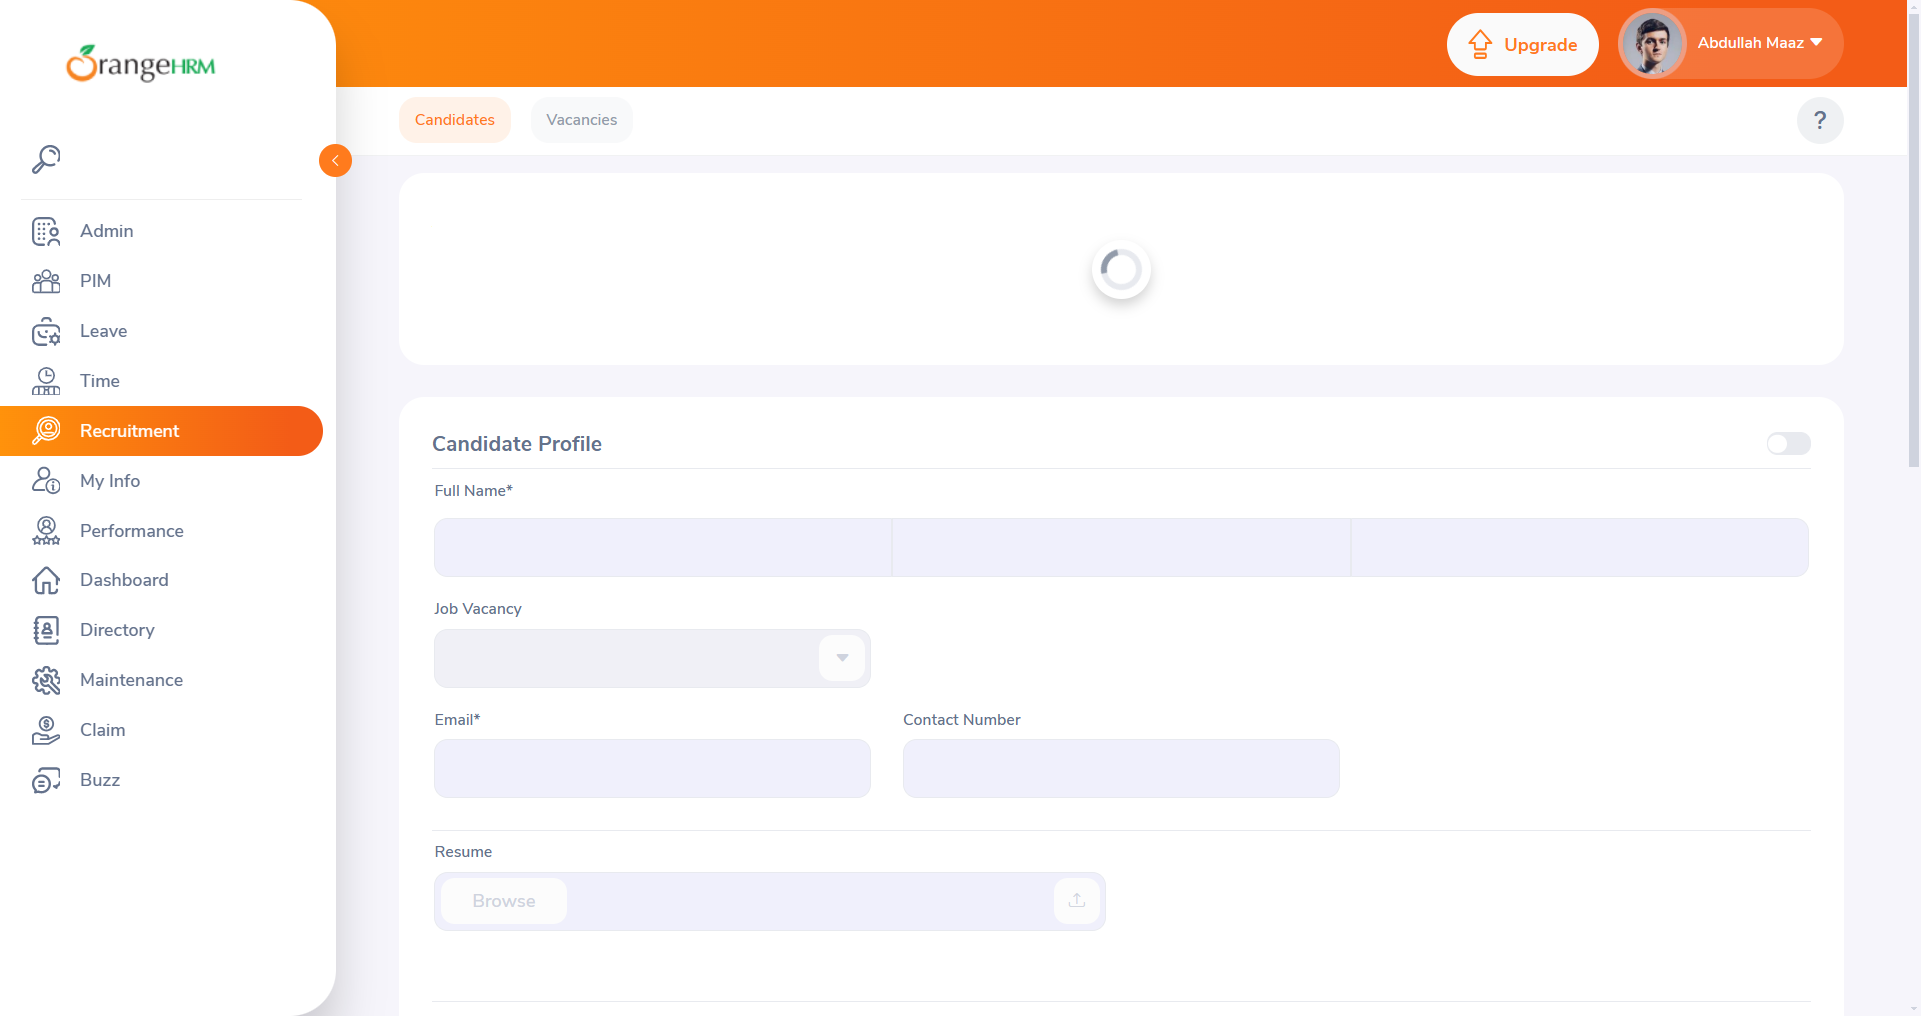 OrangeHRM
Upgrade
Abdullah Maaz
Candidates
Vacancies
?
Admin
PIM
Leave
Time
Recruitment
My Info
Performance
Dashboard
Directory
Maintenance
Claim
Buzz
Candidate Profile
Full Name*
Job Vacancy
Email*
Contact Number
Resume
Browse